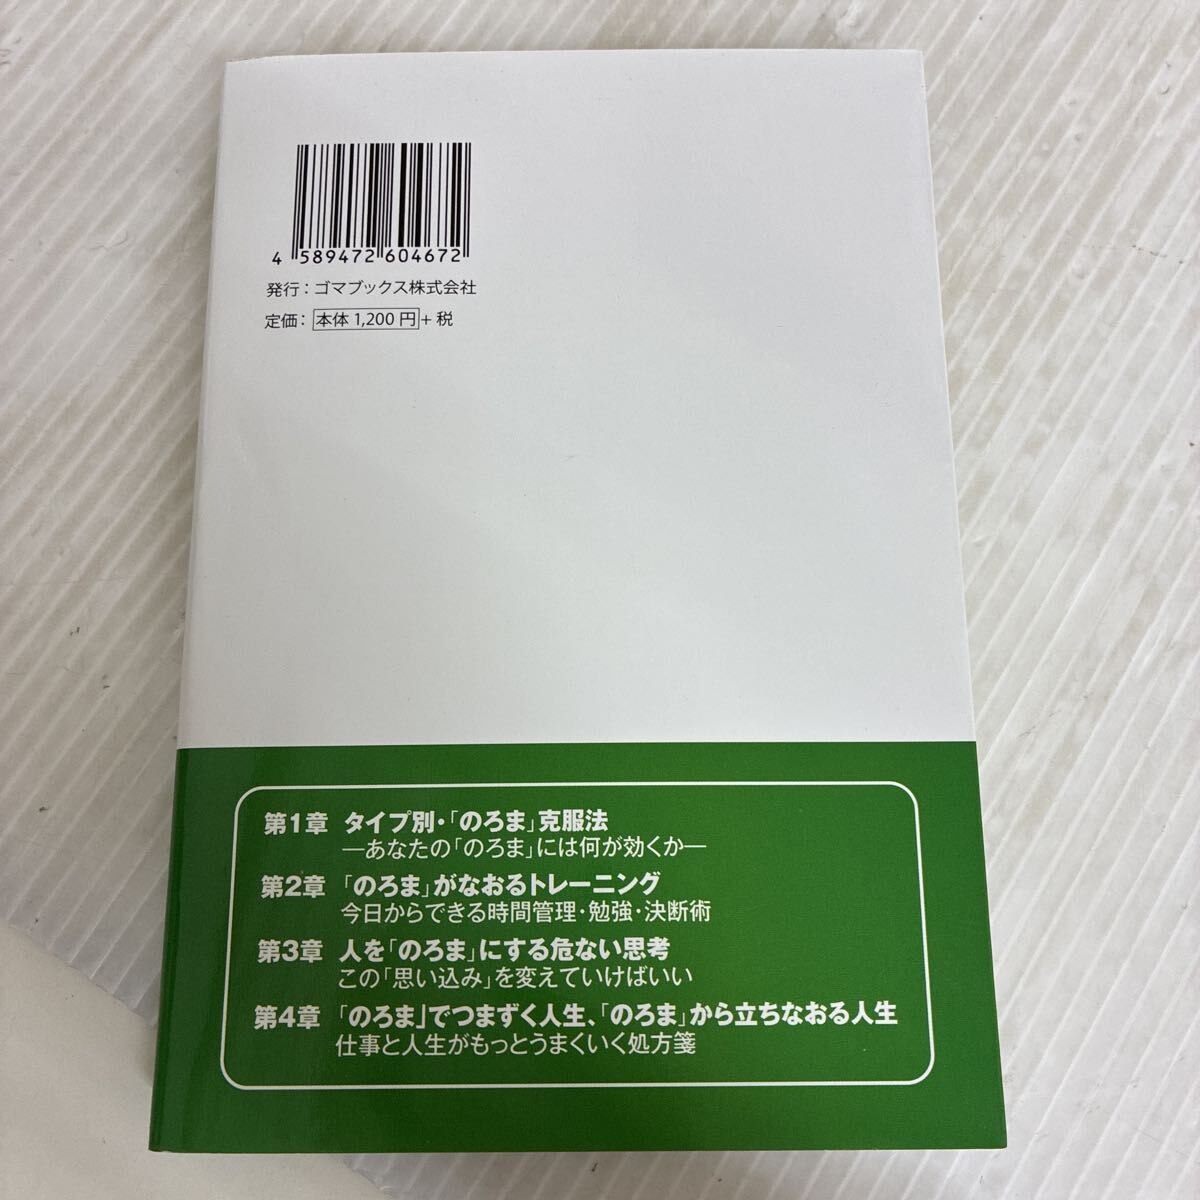 4 589472 604672
発行：ゴマブックス株式会社
定価：本体 1,200 円＋税
第1章 タイプ別・「のろま」克服法
―あなたの「のろま」には何が効くか―
第2章 「のろま」がなおるトレーニング
今日からできる時間管理・勉強・決断術
第3章 人を「のろま」にする危ない思考
この「思い込み」を変えていけばいい
第4章 「のろま」でつまずく人生、「のろま」から立ちなおる人生
仕事と人生がもっとうまくいく処方箋